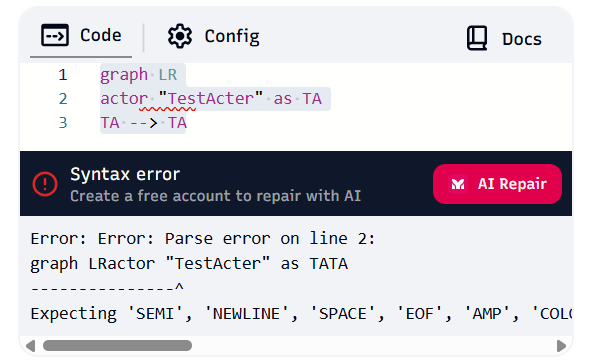 Code
Config
Docs
1 graph LR
2 actor "TestActer" as TA
3 TA --> TA
Syntax error
Create a free account to repair with AI
AI Repair
Error: Error: Parse error on line 2:
graph LRactor "TestActer" as TATA
---------------^
Expecting 'SEMI', 'NEWLINE', 'SPACE', 'EOF', 'AMP', 'COLO